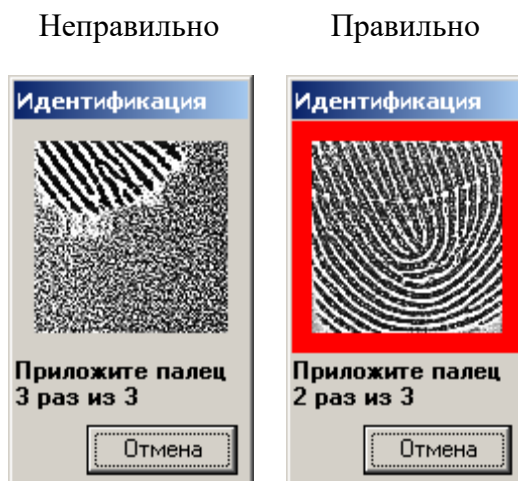 Неправильно
Правильно
Идентификация
Идентификация
Приложите палец
3 раз из 3
Приложите палец
2 раз из 3
Отмена
Отмена